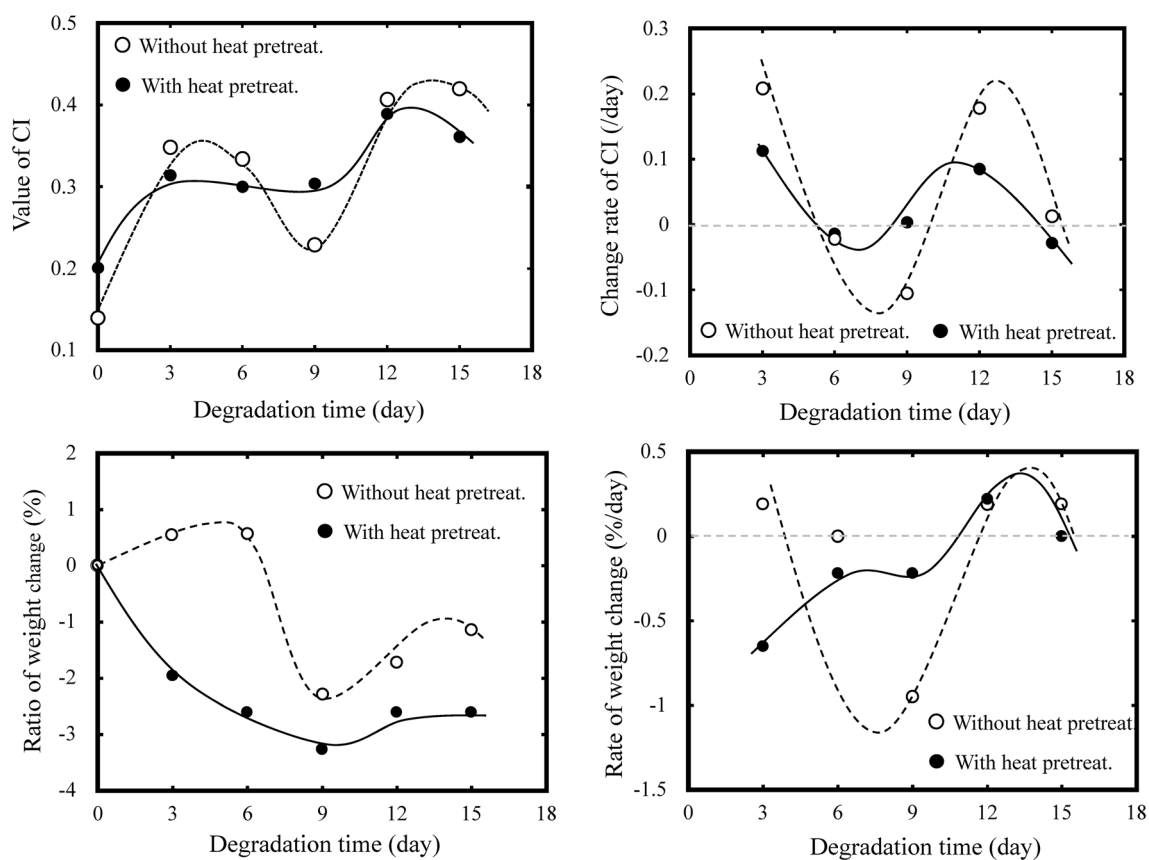 0.5
0.4
0.3
0.2
0.1
Value of CI
Without heat pretreat.
With heat pretreat.
0 3 6 9 12 15 18
Degradation time (day)
0.3
0.2
0.1
0
-0.1
-0.2
Change rate of CI (/day)
Without heat pretreat. With heat pretreat.
0 3 6 9 12 15 18
Degradation time (day)
2
1
0
-1
-2
-3
-4
Ratio of weight change (%)
Without heat pretreat.
With heat pretreat.
0 3 6 9 12 15 18
Degradation time (day)
0.5
0
-0.5
-1
-1.5
Rate of weight change (%/day)
Without heat pretreat.
With heat pretreat.
0 3 6 9 12 15 18
Degradation time (day)